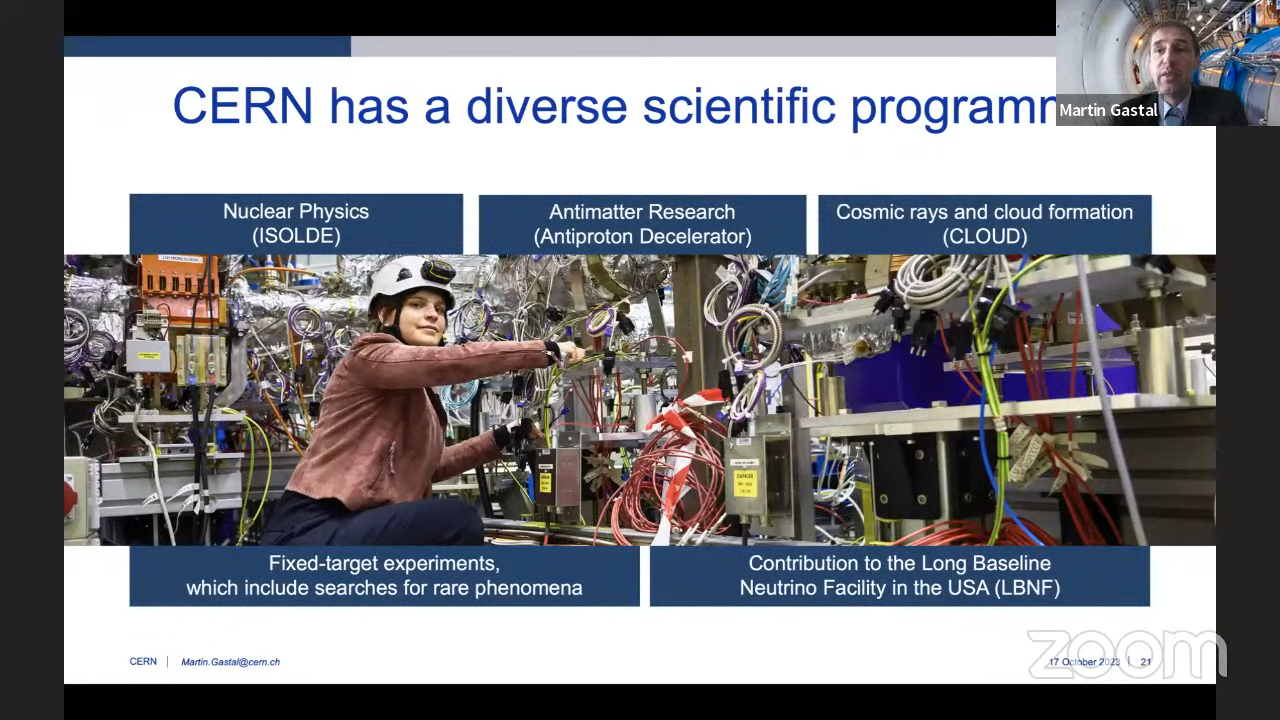 CERN has a diverse scientific programm
Martin Gastal
Nuclear Physics
(ISOLDE)
Antimatter Research
(Antiproton Decelerator)
Cosmic rays and cloud formation
(CLOUD)
DANGER
Fixed-target experiments,
which include searches for rare phenomena
Contribution to the Long Baseline
Neutrino Facility in the USA (LBNF)
CERN
Martin.Gastal@cern.ch
17 October 2023
21
zoom